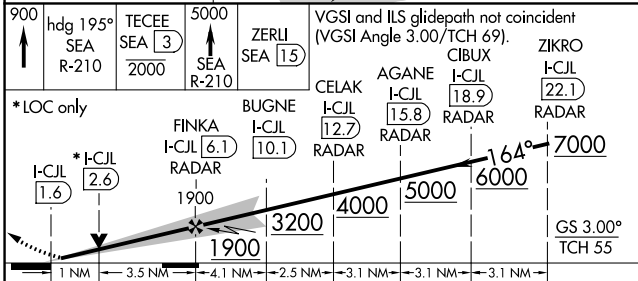 900
hdg 195°
SEA
R-210
TECEE
SEA 3
2000
5000
SEA
R-210
ZERLI
SEA 15
VGSI and ILS glidepath not coincident
(VGSI Angle 3.00/TCH 69).
*LOC only
I-CJL
1.6
*I-CJL
2.6
FINKA
I-CJL 6.1
RADAR
BUGNE
I-CJL
10.1
CELAK
I-CJL
12.7
RADAR
AGANE
I-CJL
15.8
RADAR
CIBUX
I-CJL
18.9
RADAR
ZIKRO
I-CJL
22.1
RADAR
1900
1900
3200
4000
5000
6000
164°
7000
GS 3.00°
TCH 55
1 NM
3.5 NM
4.1 NM
2.5 NM
3.1 NM
3.1 NM
3.1 NM